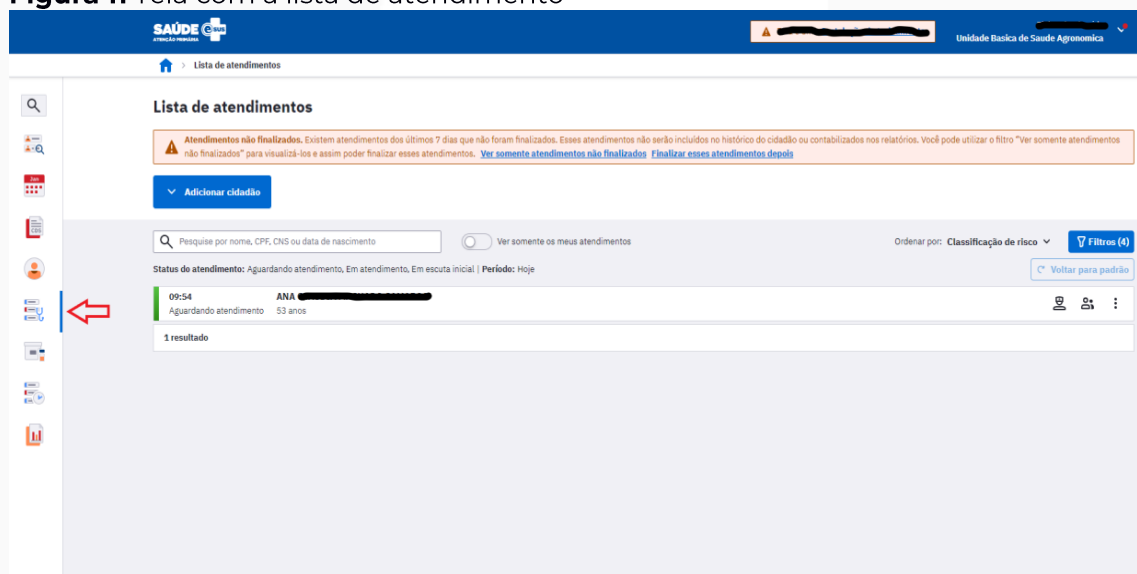 Figura 1. Tela com a lista de atendimento
SAÚDE e-sus
ATENÇÃO PRIMÁRIA
Unidade Basica de Saude Agronomica
Lista de atendimentos
Lista de atendimentos
Atendimentos não finalizados. Existem atendimentos dos últimos 7 dias que não foram finalizados. Esses atendimentos não serão incluídos no histórico do cidadão ou contabilizados nos relatórios. Você pode utilizar o filtro "Ver somente atendimentos
não finalizados" para visualizá-los e assim poder finalizar esses atendimentos. Ver somente atendimentos não finalizados Finalizar esses atendimentos depois
Adicionar cidadão
Pesquise por nome, CPF, CNS ou data de nascimento
Ver somente os meus atendimentos
Ordenar por: Classificação de risco
Filtros (4)
Status do atendimento: Aguardando atendimento, Em atendimento, Em escuta inicial | Período: Hoje
Voltar para padrão
09:54 ANA
Aguardando atendimento 53 anos
1 resultado
CDS